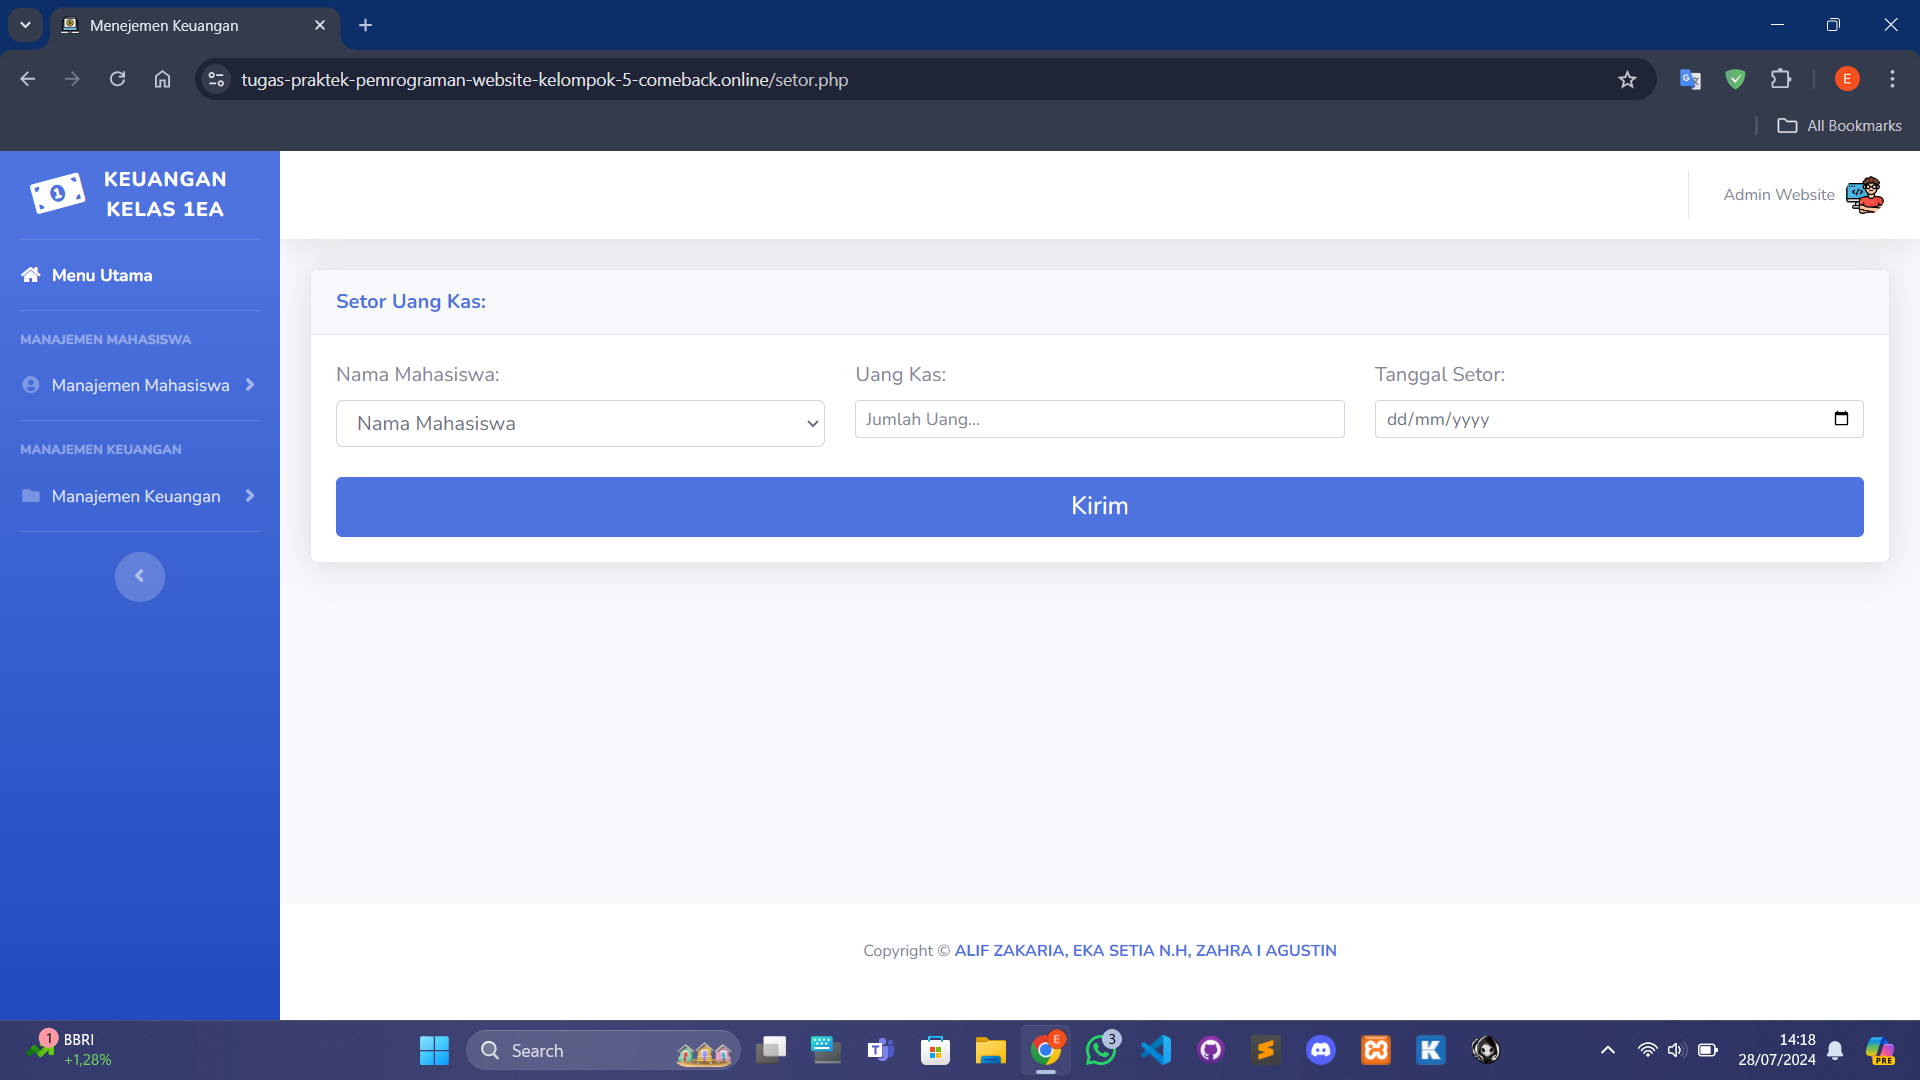 Menejemen Keuangan
tugas-praktek-pemrograman-website-kelompok-5-comeback.online/setor.php
E
All Bookmarks
KEUANGAN
KELAS 1EA
Admin Website
Menu Utama
MANAJEMEN MAHASISWA
Manajemen Mahasiswa
MANAJEMEN KEUANGAN
Manajemen Keuangan
Setor Uang Kas:
Nama Mahasiswa:
Uang Kas:
Tanggal Setor:
Nama Mahasiswa
Jumlah Uang...
dd/mm/yyyy
Kirim
Copyright © ALIF ZAKARIA, EKA SETIA N.H, ZAHRA I AGUSTIN
1
BBRI
+1,28%
Search
E
3
14:18
28/07/2024
PRE